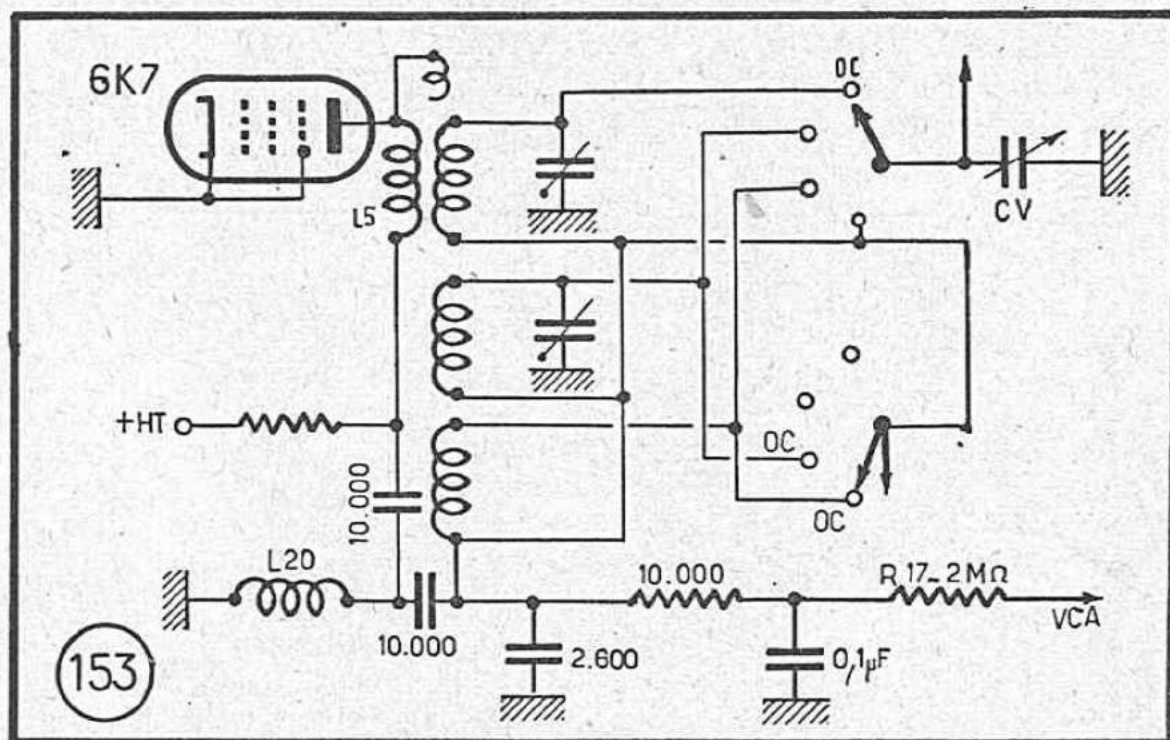 6K7
OC
L5
CV
+HT
10.000
OC
OC
L20
10.000
R17-2MΩ
VCA
10.000
2.600
0,1µF
153